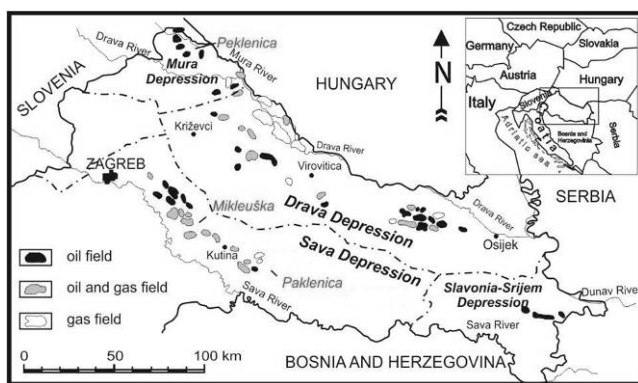 Peklenica
Drava River
Mura River
Mura
Depression
SLOVENIA
HUNGARY
N
Križevci
Virovitica
Drava River
ZAGREB
Mikleuška
Drava Depression
Sava Depression
Drava River
Osijek
SERBIA
Kutina
Paklenica
Sava River
Slavonia-Srijem
Depression
Dunav River
Sava River
oil field
oil and gas field
gas field
0 50 100 km
BOSNIA AND HERZEGOVINA
Czech Republic
Germany
Slovakia
Austria
Hungary
Italy
Slovenia
Croatia
Bosnia and
Herzegovina
Serbia
Adriatic sea